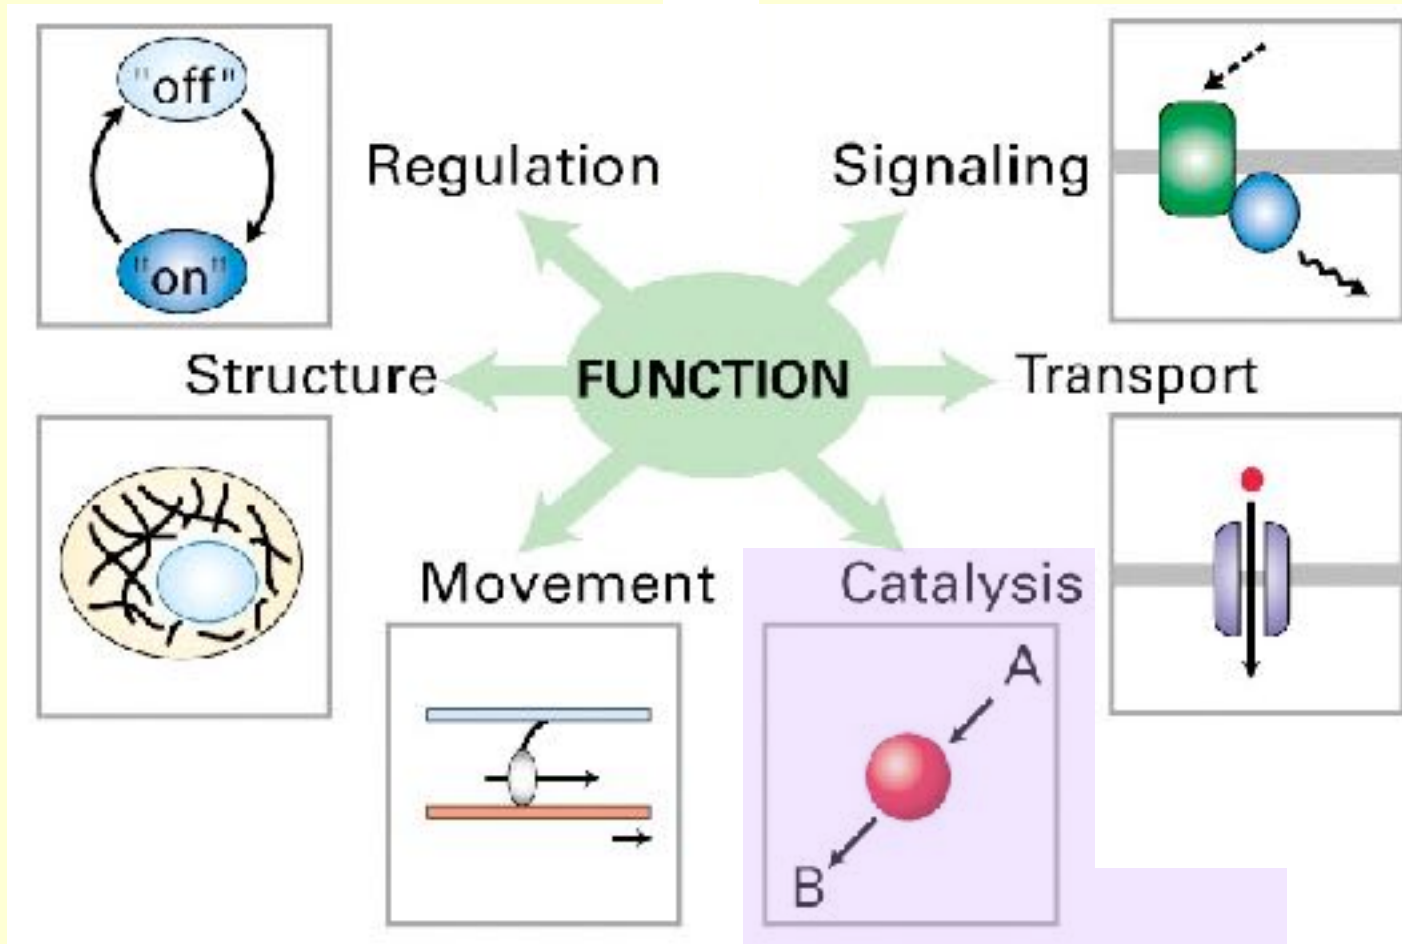 "off"
"on"
Regulation
Signaling
Structure
FUNCTION
Transport
Movement
Catalysis
A
B